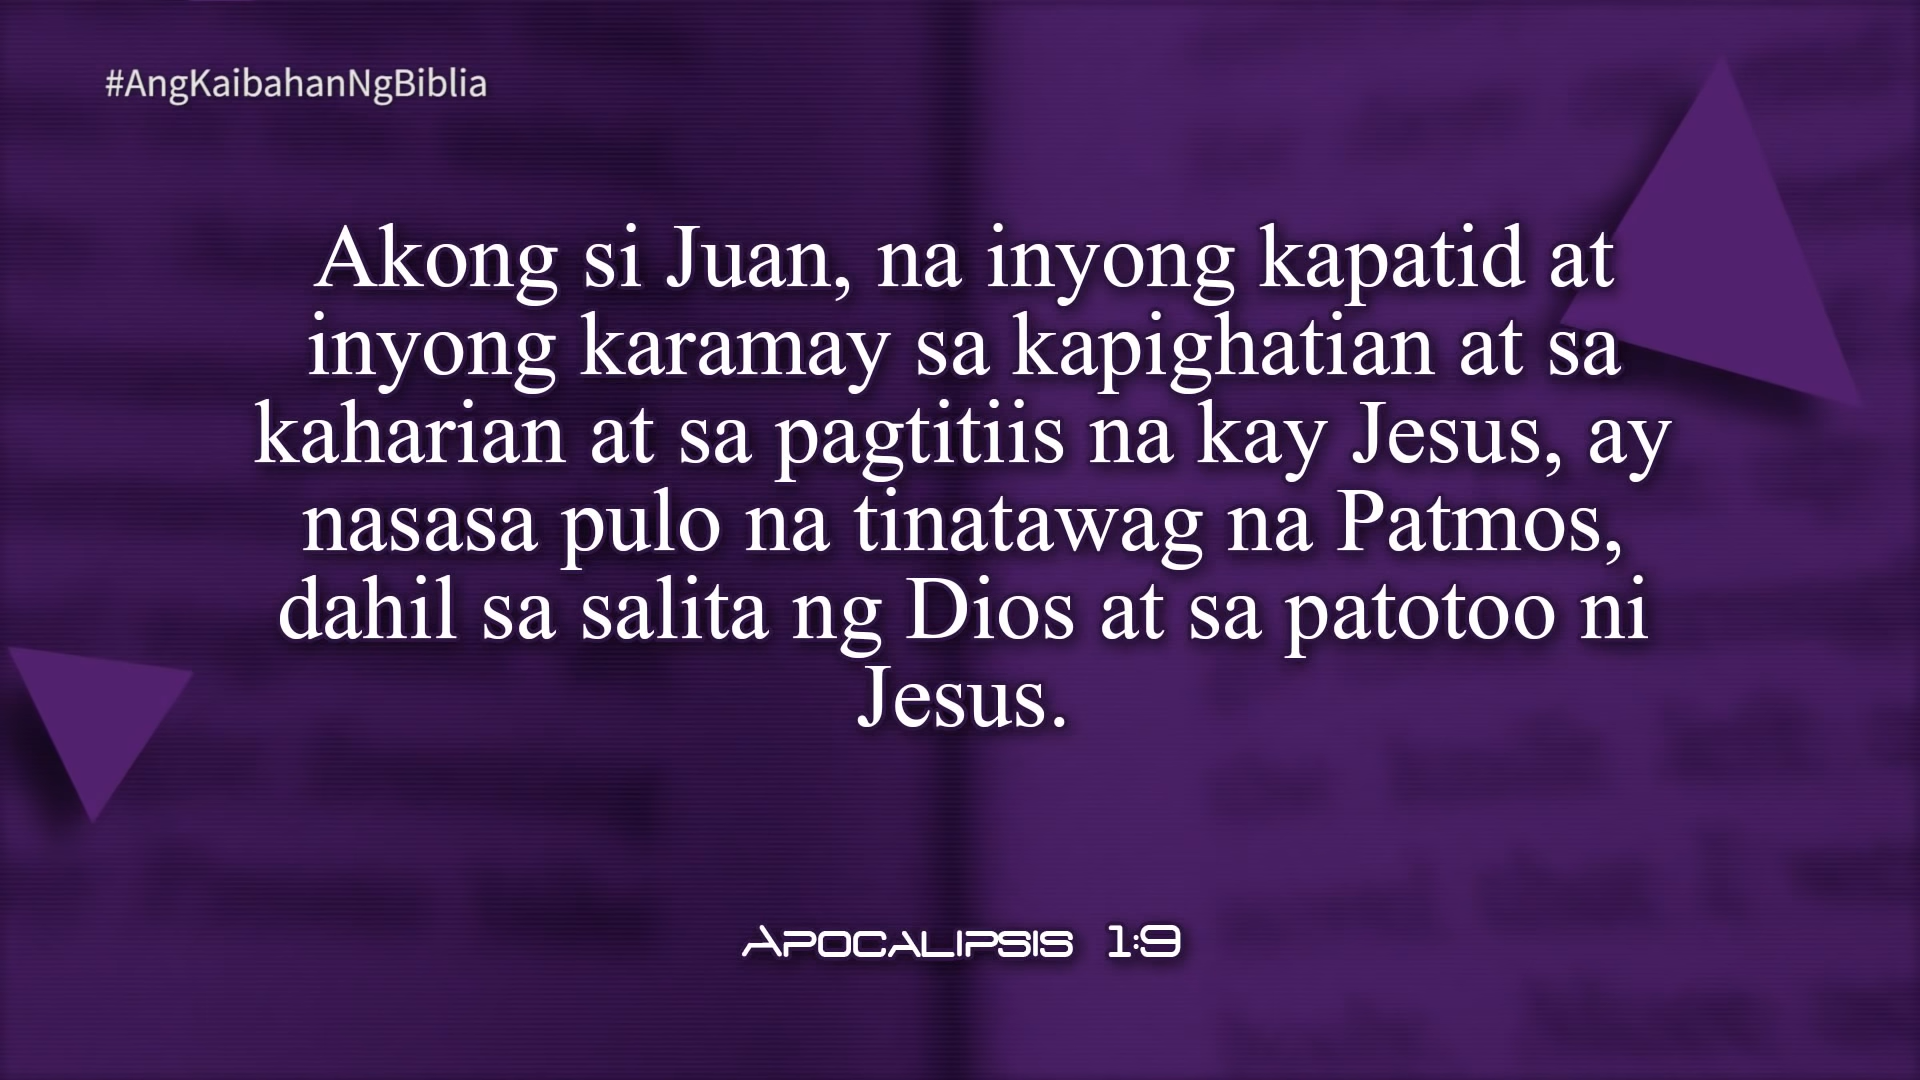 #AngKaibahanNgBiblia
Akong si Juan, na inyong kapatid at
inyong karamay sa kapighatian at sa
kaharian at sa pagtitiis na kay Jesus, ay
nasasa pulo na tinatawag na Patmos,
dahil sa salita ng Dios at sa patotoo ni
Jesus.
Apocalipsis 1:9